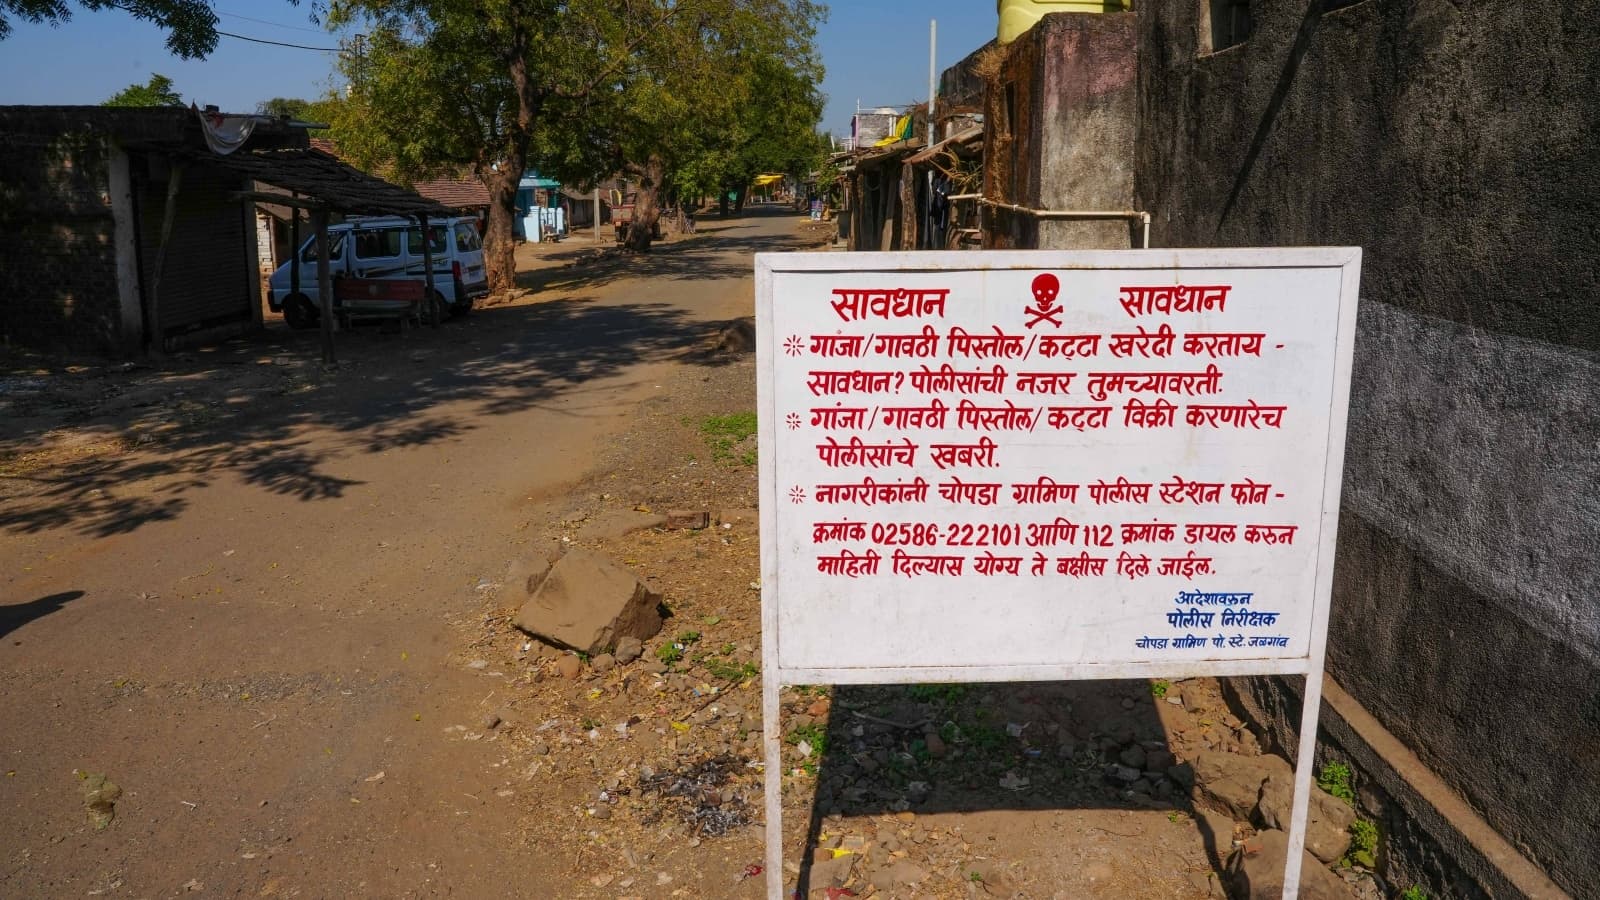 सावधान सावधान
गांजा/गावठी पिस्तोल/कट्टा खरेदी करताय -
सावधान? पोलीसांची नजर तुमच्यावरती.
गांजा/गावठी पिस्तोल/कट्टा विक्री करणारेच
पोलीसांचे खबरी.
नागरीकांनी चोपडा ग्रामिण पोलीस स्टेशन फोन -
क्रमांक 02586-222101 आणि 112 क्रमांक डायल करुन
माहिती दिल्यास योग्य ते बक्षीस दिले जाईल.
आदेशावरुन
पोलीस निरीक्षक
चोपडा ग्रामिण पो. स्टे. जळगांव